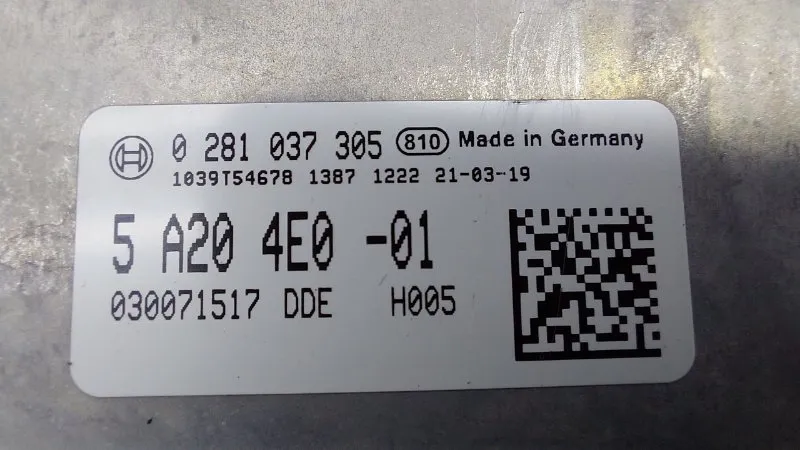 0 281 037 305 810 Made in Germany
1039T54678 1387 1222 21-03-19
5 A20 4E0 -01
030071517 DDE H005